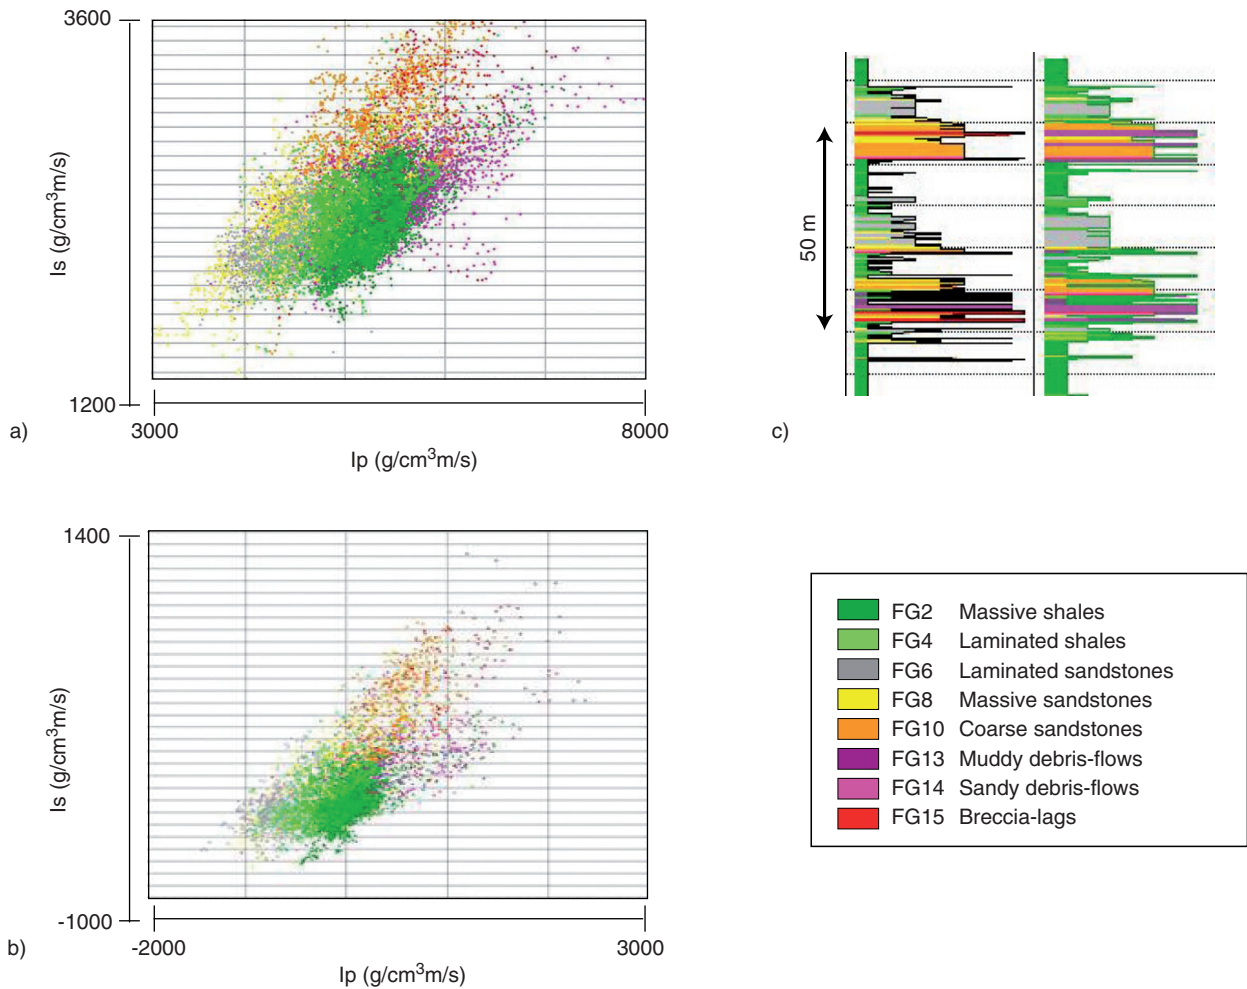 3600
Is (g/cm³m/s)
1200
3000
8000
Ip (g/cm³m/s)
a)
50 m
c)
1400
Is (g/cm³m/s)
-1000
-2000
3000
Ip (g/cm³m/s)
b)
FG2 Massive shales
FG4 Laminated shales
FG6 Laminated sandstones
FG8 Massive sandstones
FG10 Coarse sandstones
FG13 Muddy debris-flows
FG14 Sandy debris-flows
FG15 Breccia-lags